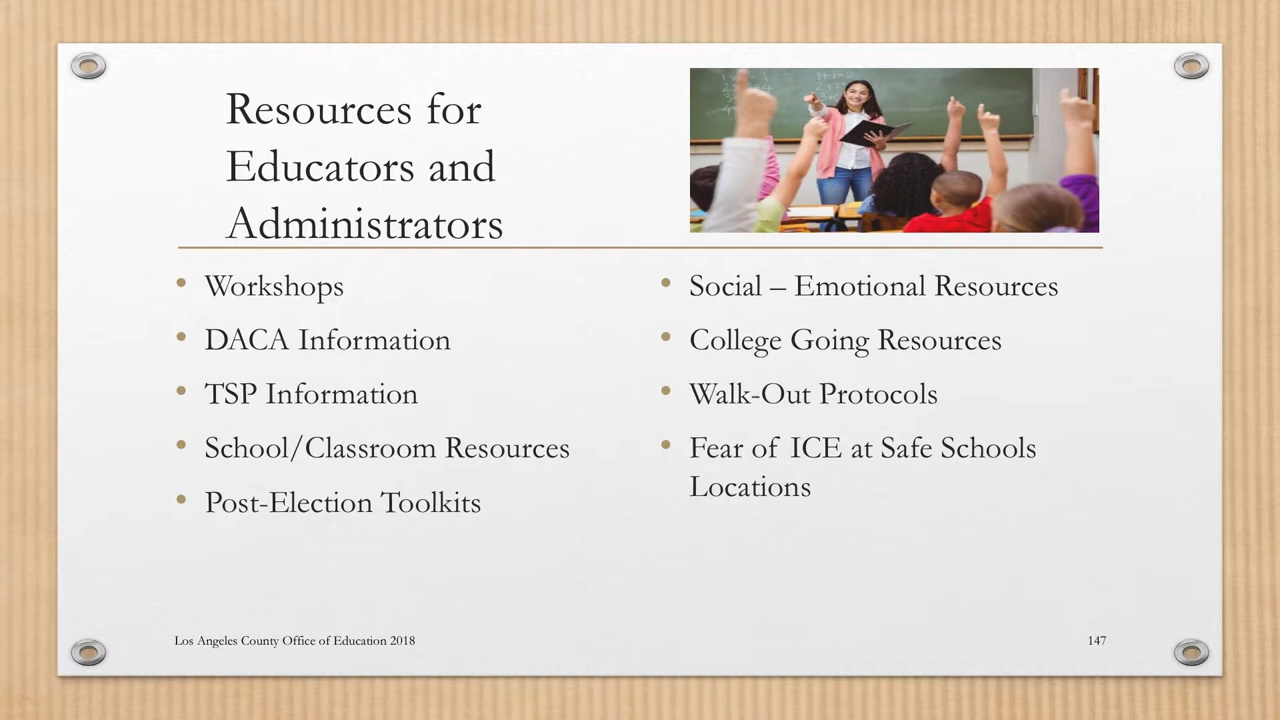 Resources for
Educators and
Administrators
• Workshops
• DACA Information
• TSP Information
• School/Classroom Resources
• Post-Election Toolkits
• Social – Emotional Resources
• College Going Resources
• Walk-Out Protocols
• Fear of ICE at Safe Schools
Locations
Los Angeles County Office of Education 2018
147